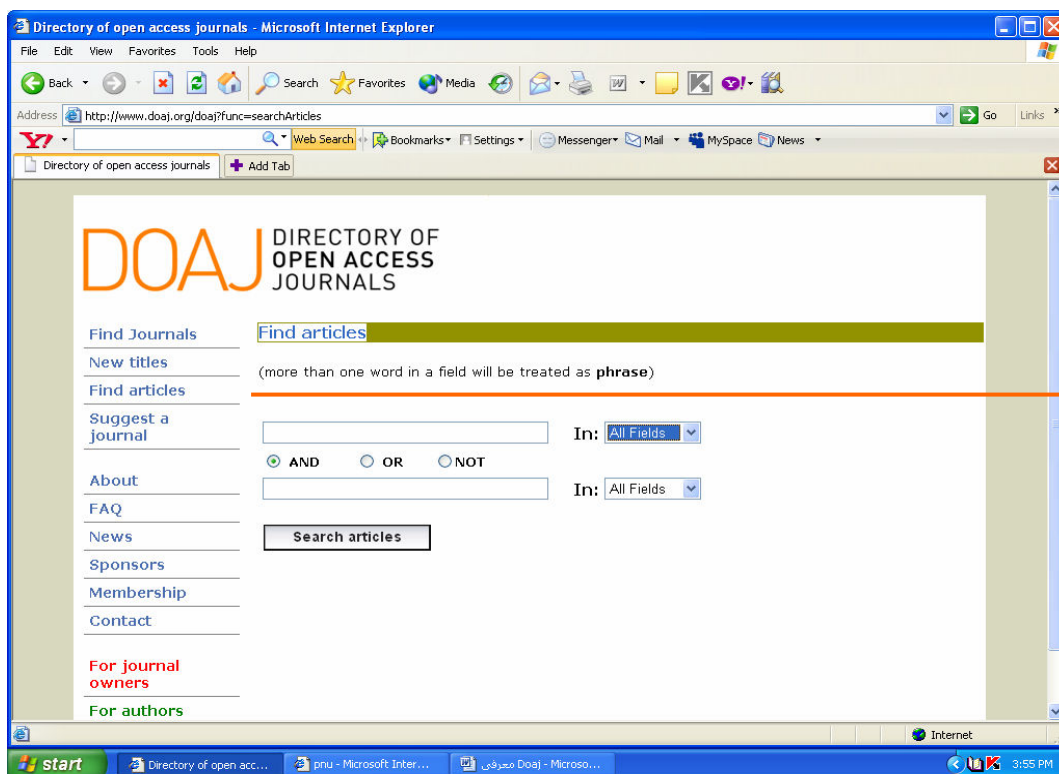 Directory of open access journals - Microsoft Internet Explorer
File Edit View Favorites Tools Help
Back Search Favorites Media
Address http://www.doaj.org/doaj?func=searchArticles Go Links »
Y! Web Search Bookmarks Settings Messenger Mail MySpace News
Directory of open access journals Add Tab
DOAJ DIRECTORY OF
OPEN ACCESS
JOURNALS
Find Journals
New titles
Find articles
Suggest a
journal
About
FAQ
News
Sponsors
Membership
Contact
For journal
owners
For authors
Find articles
(more than one word in a field will be treated as phrase)
In: All Fields
AND OR NOT
In: All Fields
Search articles
Internet
start Directory of open acc... pnu - Microsoft Inter... معرفی Doaj - Microso... 3:55 PM